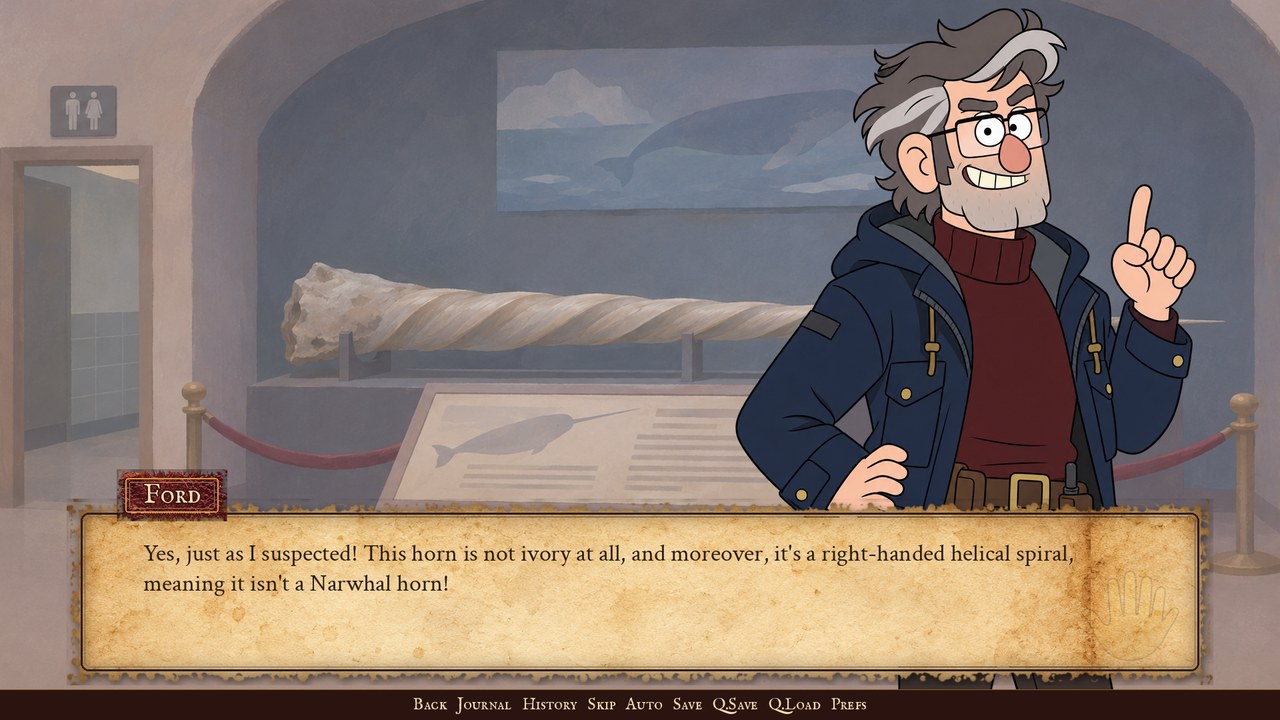 Ford
Yes, just as I suspected! This horn is not ivory at all, and moreover, it's a right-handed helical spiral,
meaning it isn't a Narwhal horn!
Back Journal History Skip Auto Save Q.Save Q.Load Prefs